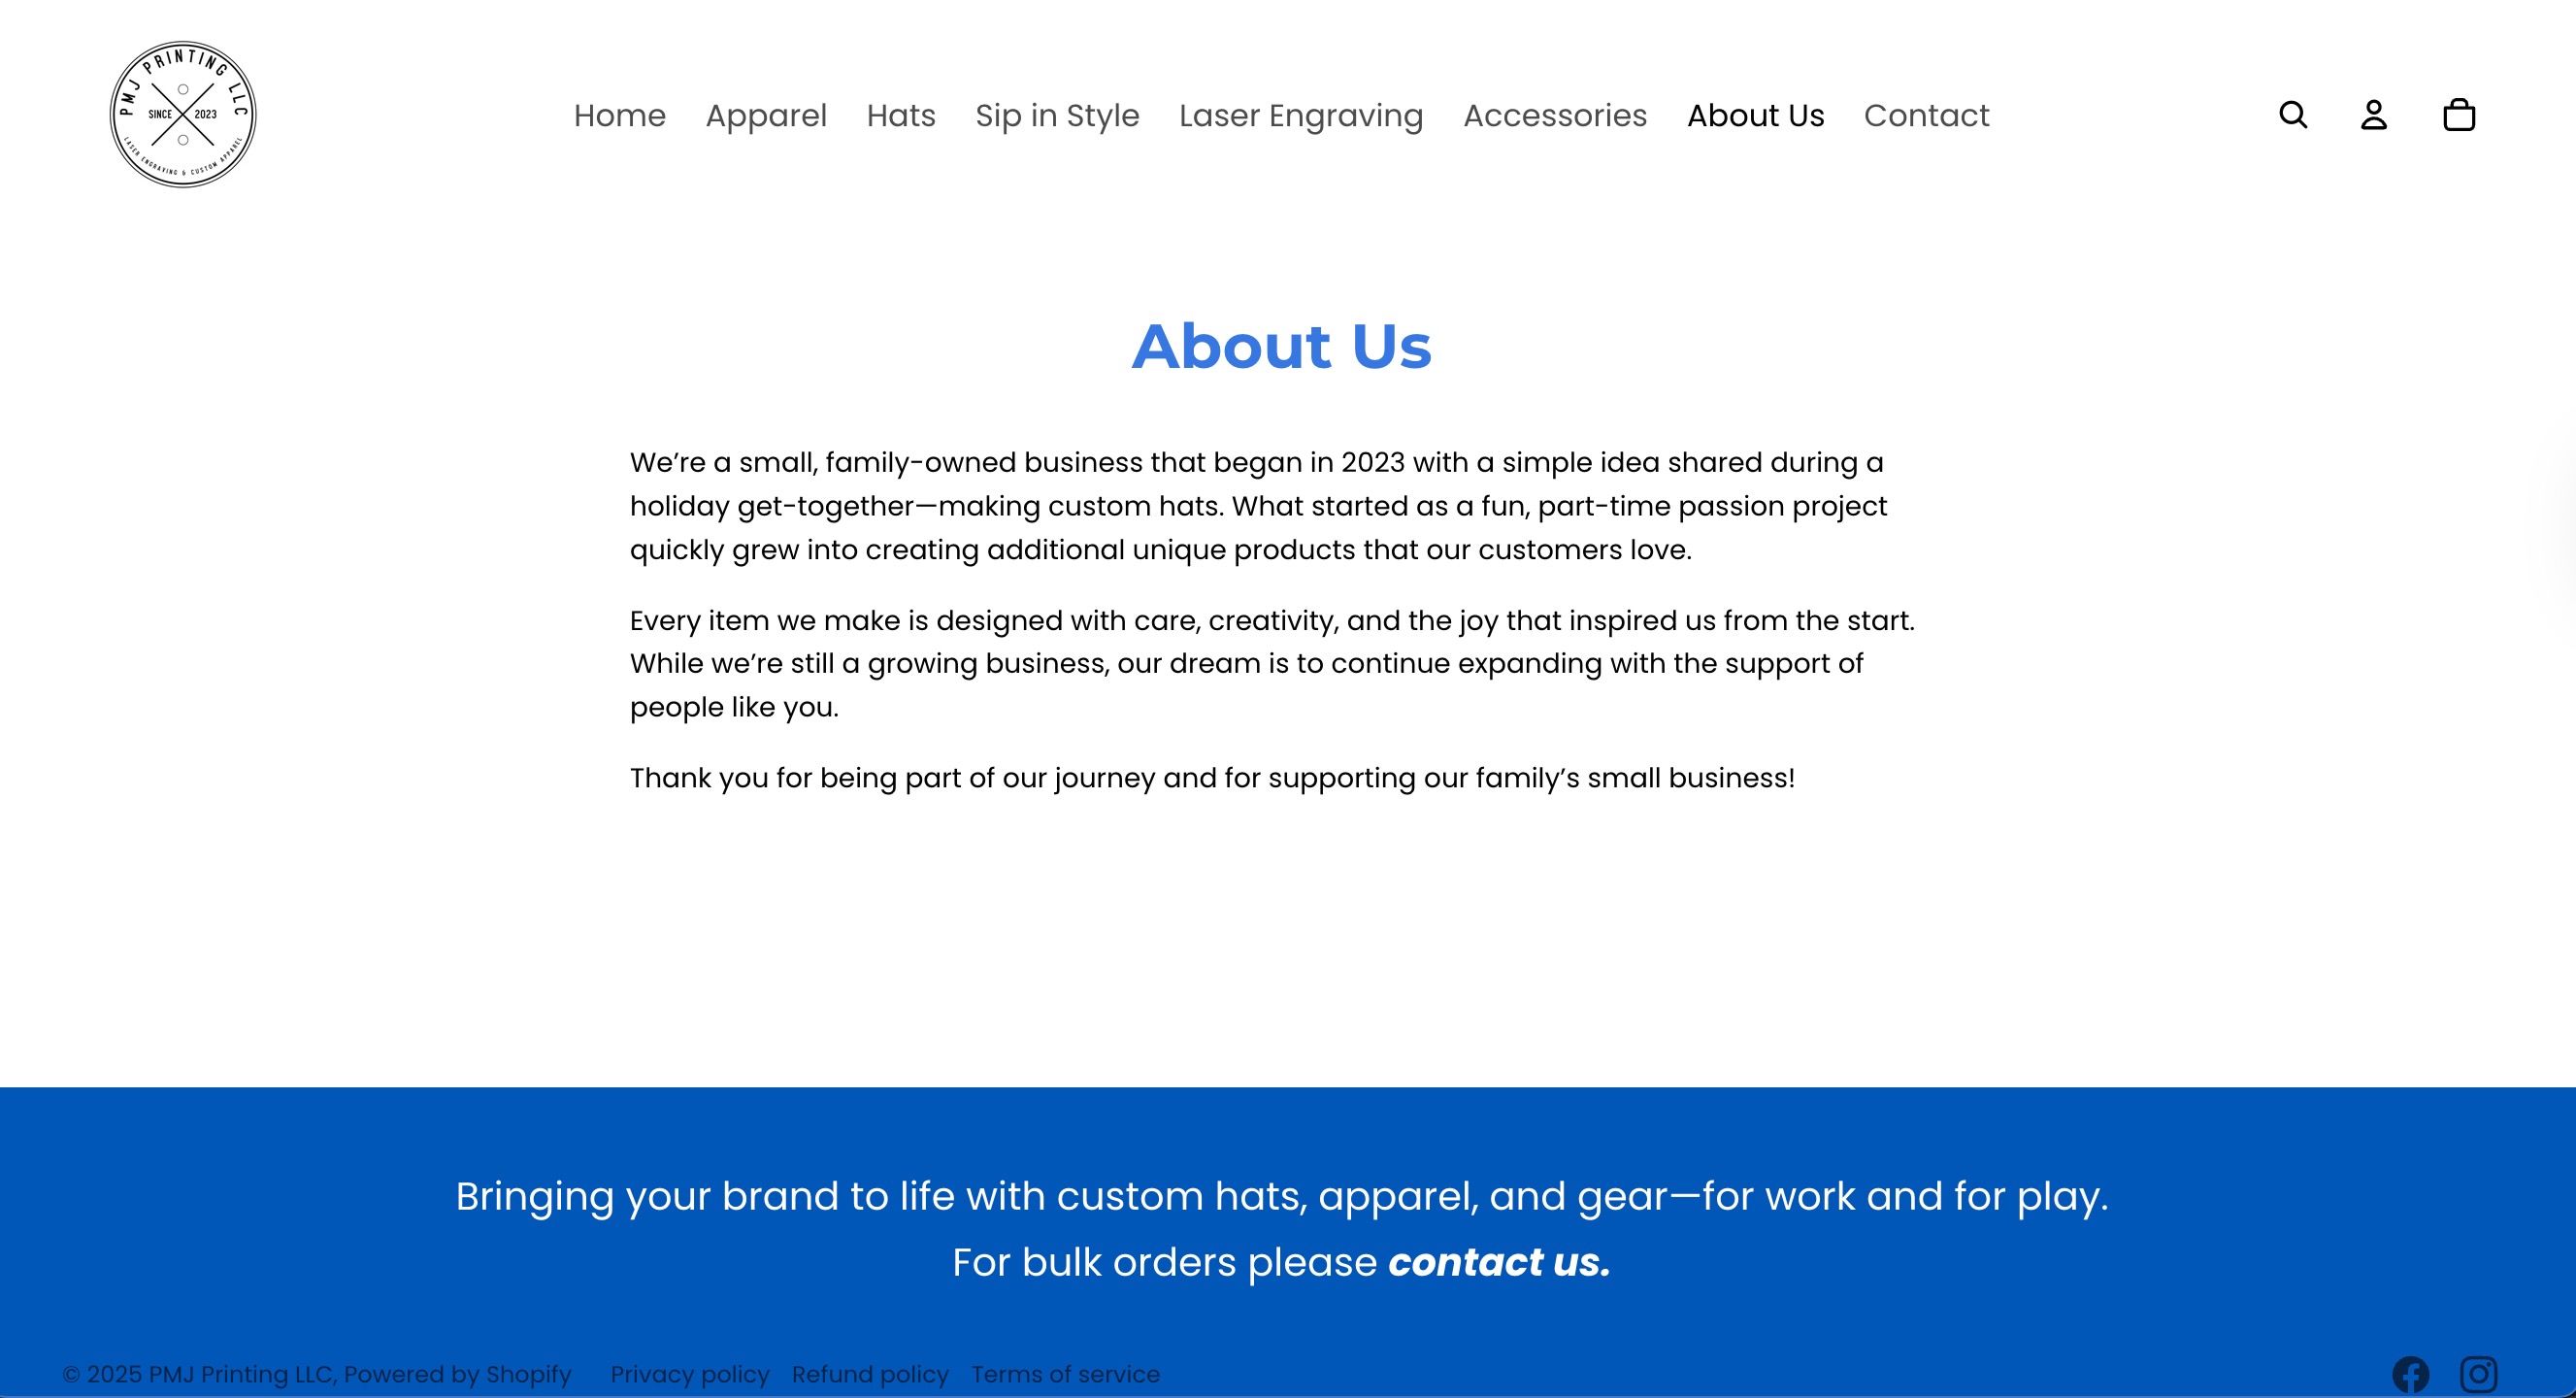 PMJ PRINTING LLC
SINCE 2023
LASER ENGRAVING & CUSTOM APPAREL
Home Apparel Hats Sip in Style Laser Engraving Accessories About Us Contact
About Us
We’re a small, family-owned business that began in 2023 with a simple idea shared during a
holiday get-together—making custom hats. What started as a fun, part-time passion project
quickly grew into creating additional unique products that our customers love.
Every item we make is designed with care, creativity, and the joy that inspired us from the start.
While we’re still a growing business, our dream is to continue expanding with the support of
people like you.
Thank you for being part of our journey and for supporting our family’s small business!
Bringing your brand to life with custom hats, apparel, and gear—for work and for play.
For bulk orders please contact us.
© 2025 PMJ Printing LLC, Powered by Shopify Privacy policy Refund policy Terms of service